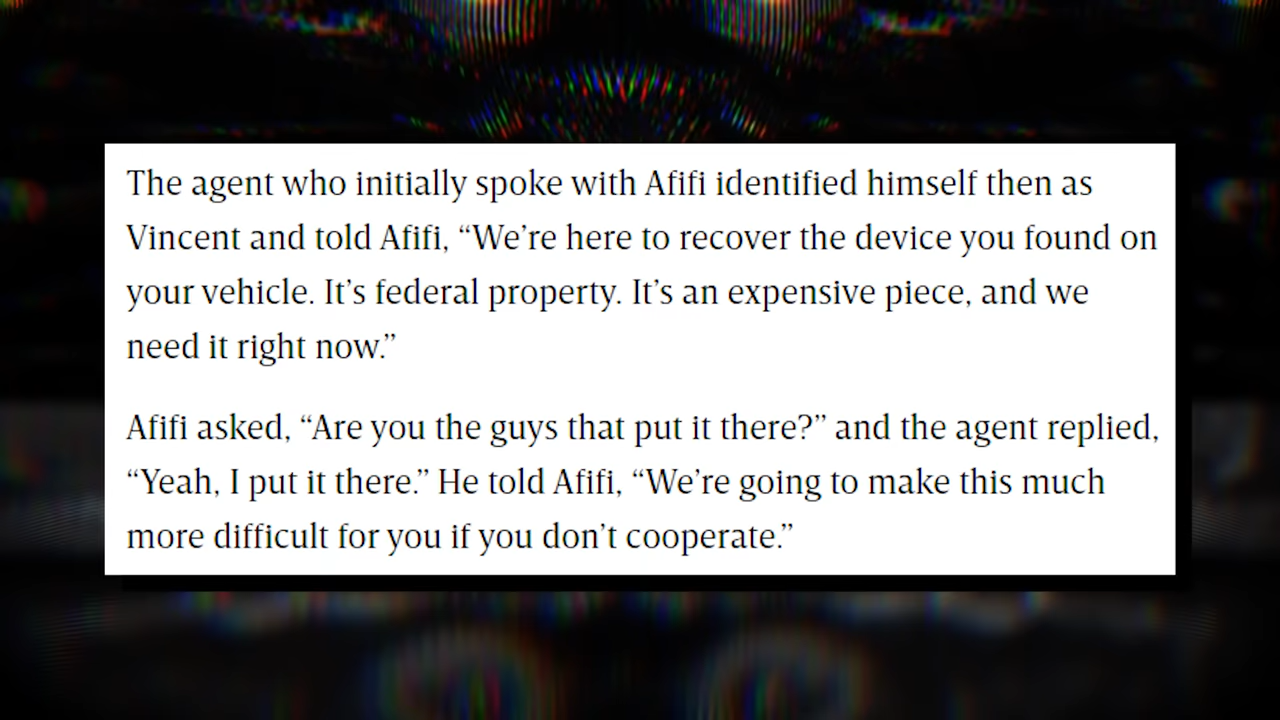 The agent who initially spoke with Afifi identified himself then as
Vincent and told Afifi, “We’re here to recover the device you found on
your vehicle. It’s federal property. It’s an expensive piece, and we
need it right now.”
Afifi asked, “Are you the guys that put it there?” and the agent replied,
“Yeah, I put it there.” He told Afifi, “We’re going to make this much
more difficult for you if you don’t cooperate.”